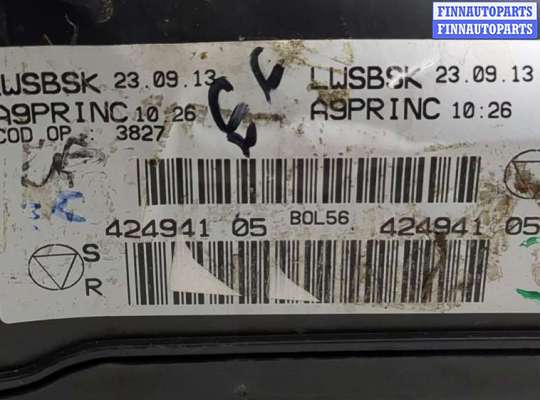 FINNAUTOPARTS
FINNAUTOPARTS
LWSBSK 23.09.13 LWSBSK 23.09.13
A9PRINC 10:26 A9PRINC 10:26
COD OP : 3827
424941 05 BOL56 424941 05
S
R